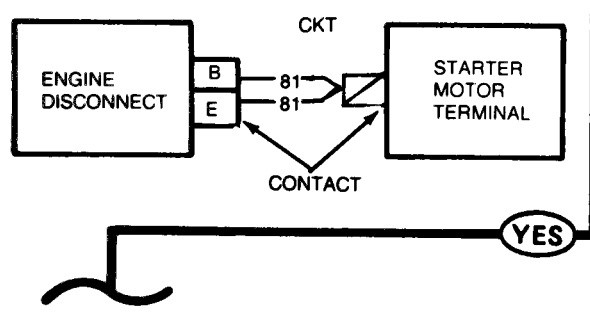 CKT
ENGINE
DISCONNECT
B
E
81
81
STARTER
MOTOR
TERMINAL
CONTACT
YES